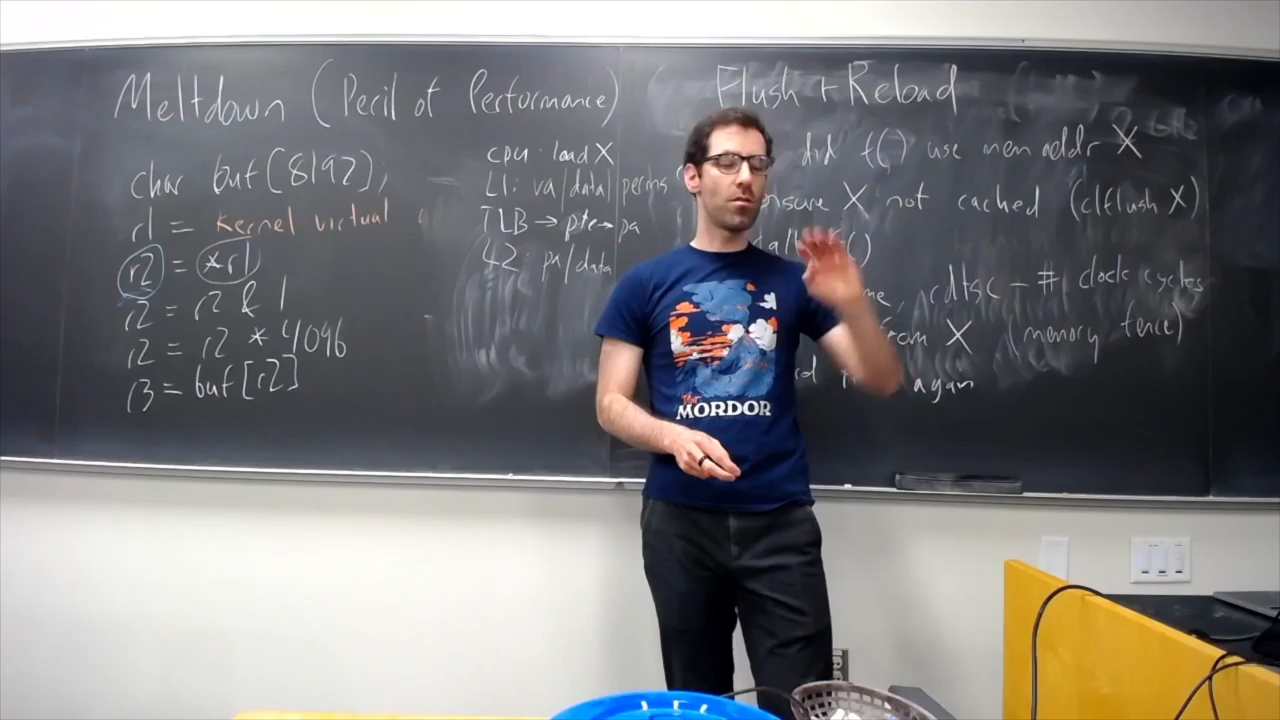 Meltdown (Peril of Performance)
char buf[8192];
r1 = kernel virtual
r2 = *r1
r2 = r2 & 1
r2 = r2 * 4096
r3 = buf[r2]
CPU: load X
L1: va/data/perms
TLB → pte → pa
L2: pa/data
Flush + Reload
did f() use mem addr X
ensure X not cached (clflush X)
f()
rdtsc - # clock cycles
from X (memory fence)
again
MORDOR